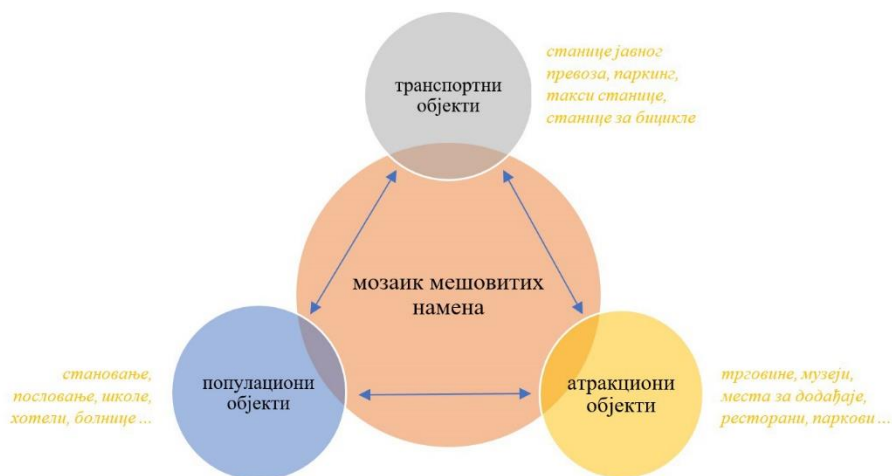 транспортни
објекти
станице јавног
превоза, паркинг,
такси станице,
станице за бицикле
мозаик мешовитих
намена
становање,
пословање, школе,
хотели, болнице ...
популациони
објекти
атракциони
објекти
трговине, музеји,
места за додађаје,
ресторани, паркови ...